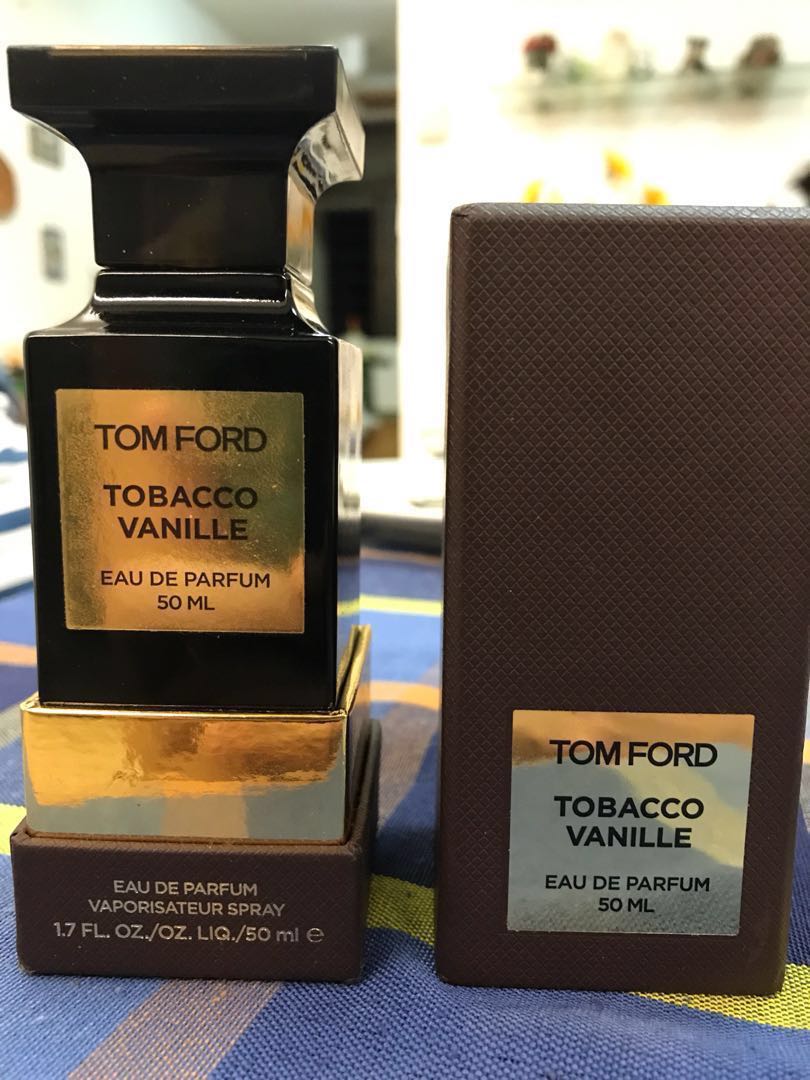 TOM FORD
TOBACCO
VANILLE
EAU DE PARFUM
50 ML
EAU DE PARFUM
VAPORISATEUR SPRAY
1.7 FL. OZ./OZ. LIQ./50 ml ℮
TOM FORD
TOBACCO
VANILLE
EAU DE PARFUM
50 ML